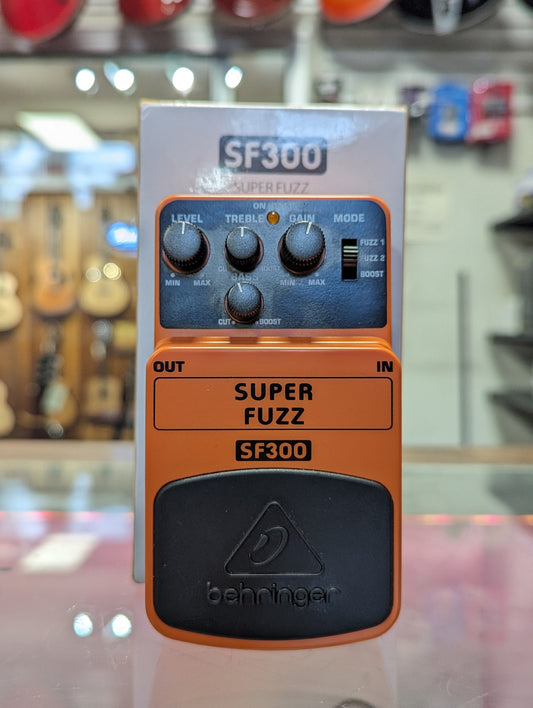 SF300
SUPER FUZZ
ON
LEVEL TREBLE GAIN MODE
FUZZ 1
FUZZ 2
BOOST
MIN MAX
BASS
MIN MAX
CUT BOOST
OUT IN
SUPER
FUZZ
SF300
behringer